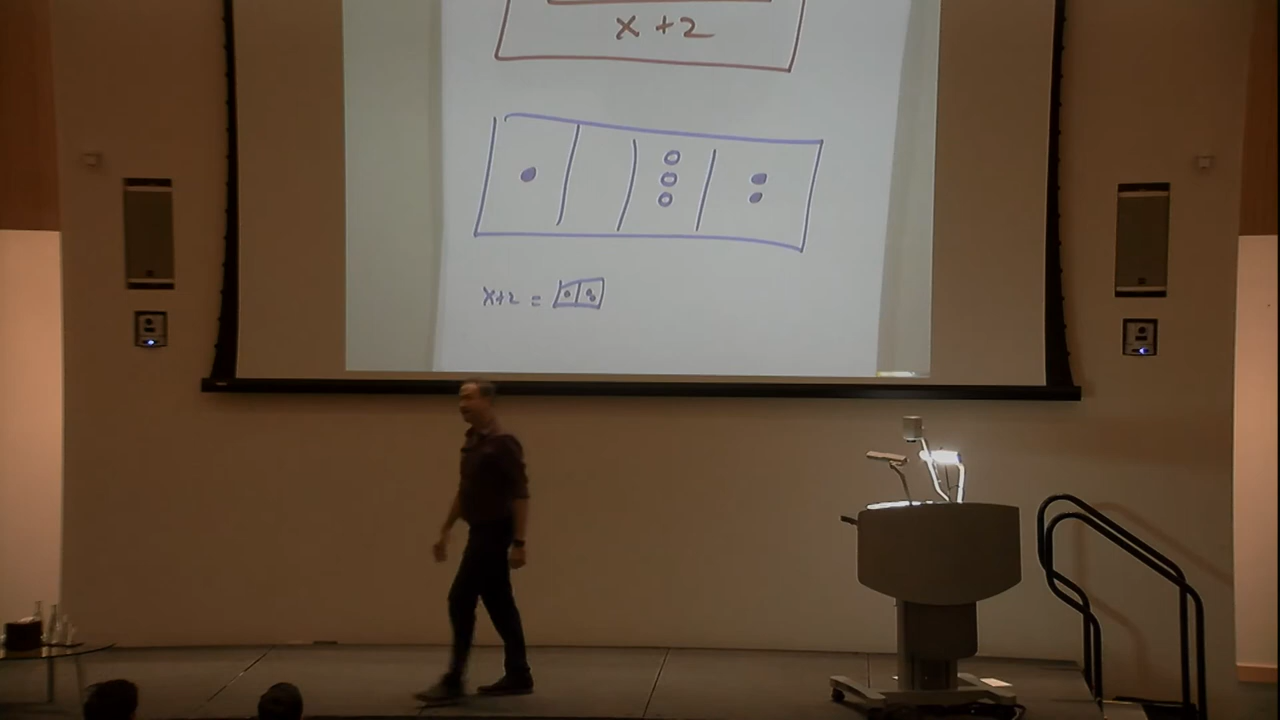 x+2
x+2 =